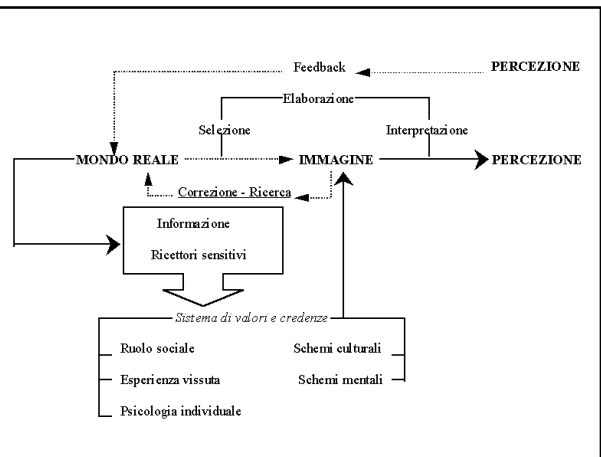 Feedback
PERCEZIONE
Elaborazione
Selezione
Interpretazione
MONDO REALE
IMMAGINE
PERCEZIONE
Correzione - Ricerca
Informazione
Ricettori sensitivi
Sistema di valori e credenze
Ruolo sociale
Schemi culturali
Esperienza vissuta
Schemi mentali
Psicologia individuale